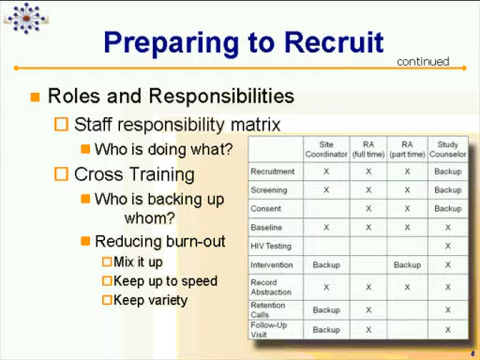 Preparing to Recruit
continued
Roles and Responsibilities
Staff responsibility matrix
Who is doing what?
Cross Training
Who is backing up
whom?
Reducing burn-out
Mix it up
Keep up to speed
Keep variety
Site Coordinator RA (full time) RA (part time) Study Counselor
Recruitment X X X Backup
Screening X X X Backup
Consent X X Backup
Baseline X X X X
HIV Testing X
Intervention Backup Backup X
Record Abstraction X X X X
Retention Calls Backup X X
Follow-Up Visit Backup X X